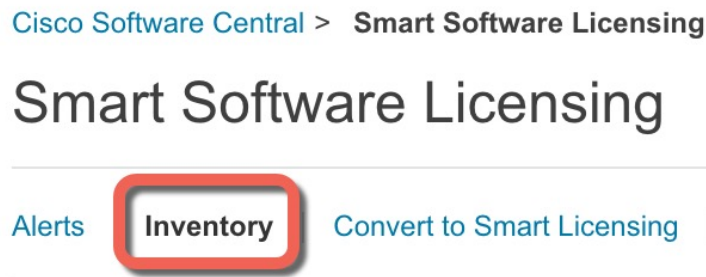 Cisco Software Central > Smart Software Licensing
Smart Software Licensing
Alerts Inventory Convert to Smart Licensing